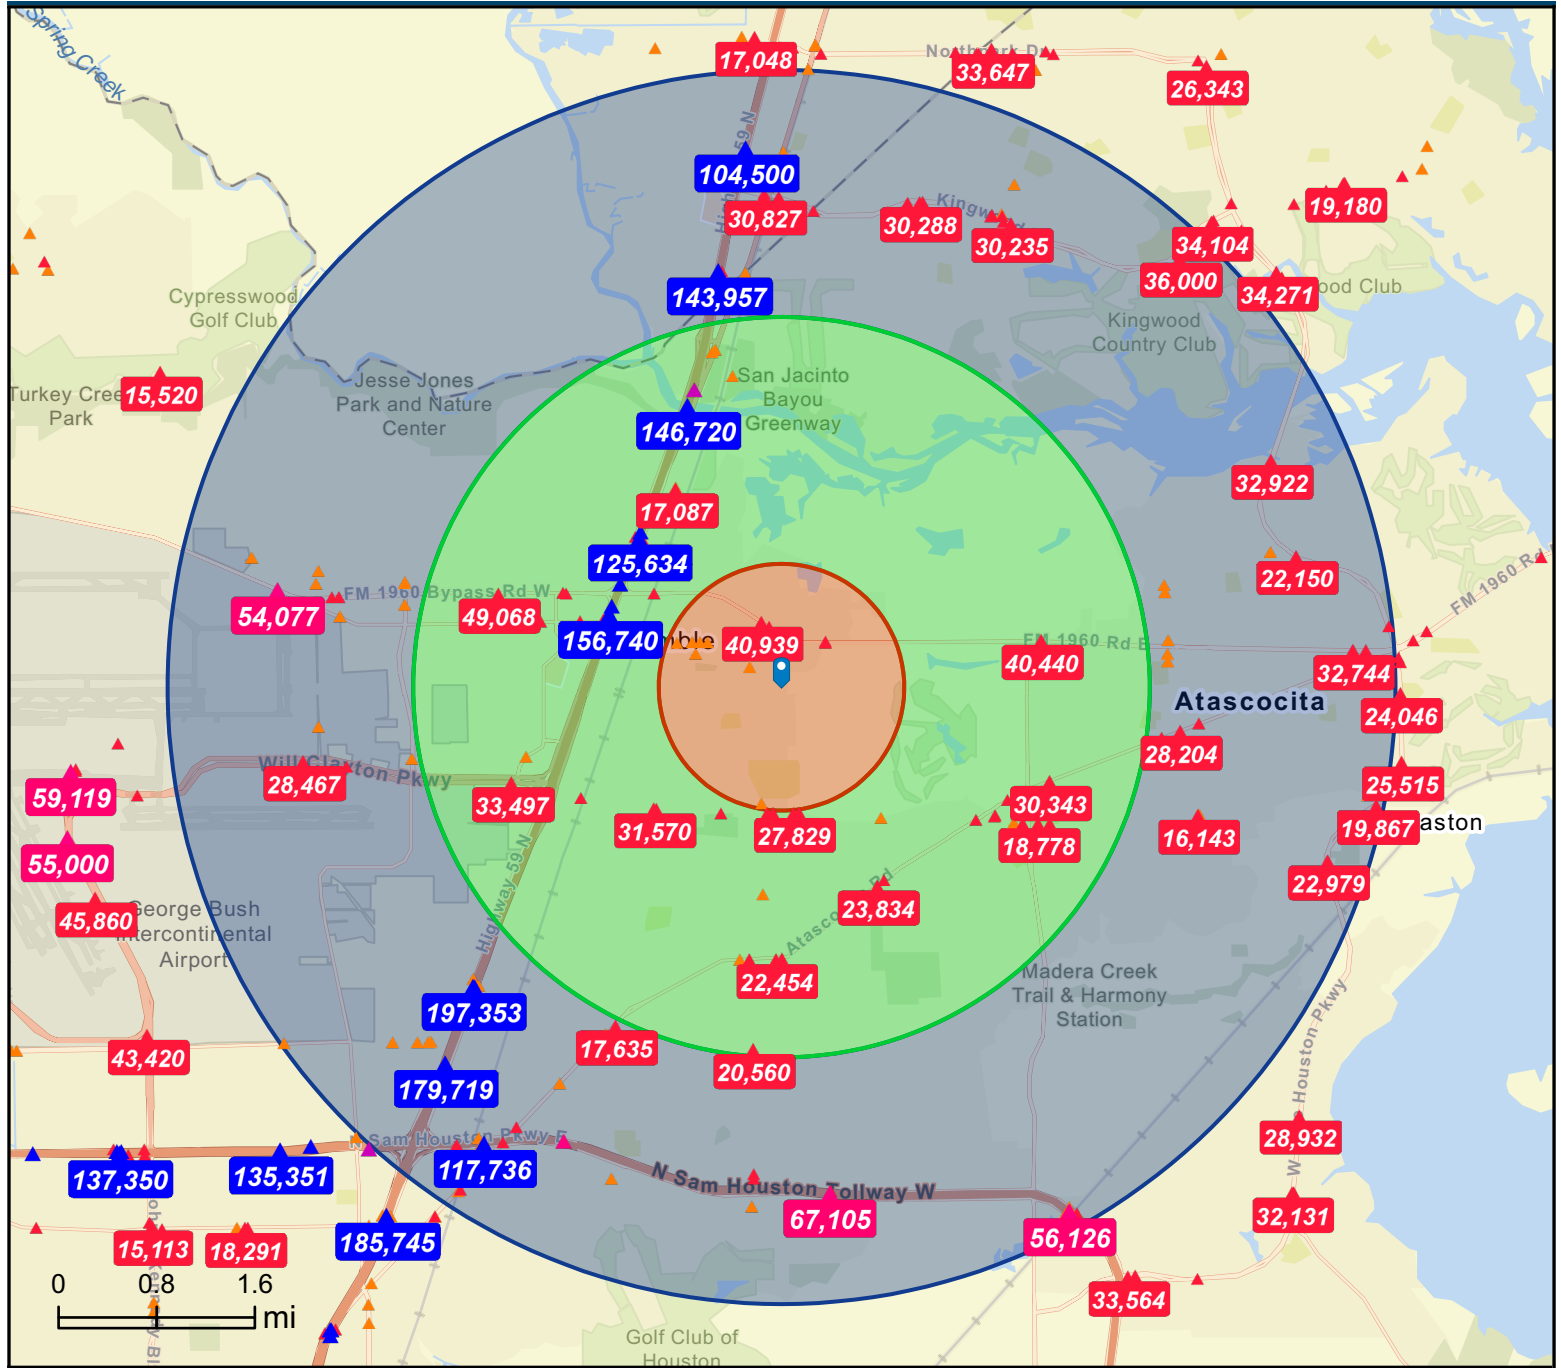 Spring Creek
17,048
Northpark Dr
33,647
26,343
59 N
104,500
30,827
30,288
30,235
19,180
34,104
36,000
34,271
143,957
Cypresswood
Golf Club
Kingwood
Country Club
15,520
Jesse Jones
Park and Nature
Center
San Jacinto
Bayou
Greenway
Park
146,720
32,922
17,087
125,634
22,150
FM 1960 Bypass Rd W
54,077
49,068
156,740
40,939
FM 1960 Rd E
40,440
32,744
Atascocita
24,046
28,204
Will Clayton Pkwy
28,467
33,497
59,119
25,515
30,343
31,570
27,829
18,778
16,143
19,867
55,000
22,979
45,860
George Bush
Intercontinental
Airport
Highway 59 N
23,834
22,454
Madera Creek
Trail & Harmony
Station
197,353
17,635
20,560
43,420
179,719
W
Houston Pkwy
N Sam Houston Pkwy E
137,350
135,351
117,736
28,932
N Sam Houston Tollway W
67,105
56,126
32,131
15,113
18,291
185,745
33,564
0 0.8 1.6
mi
Golf Club of
Houston